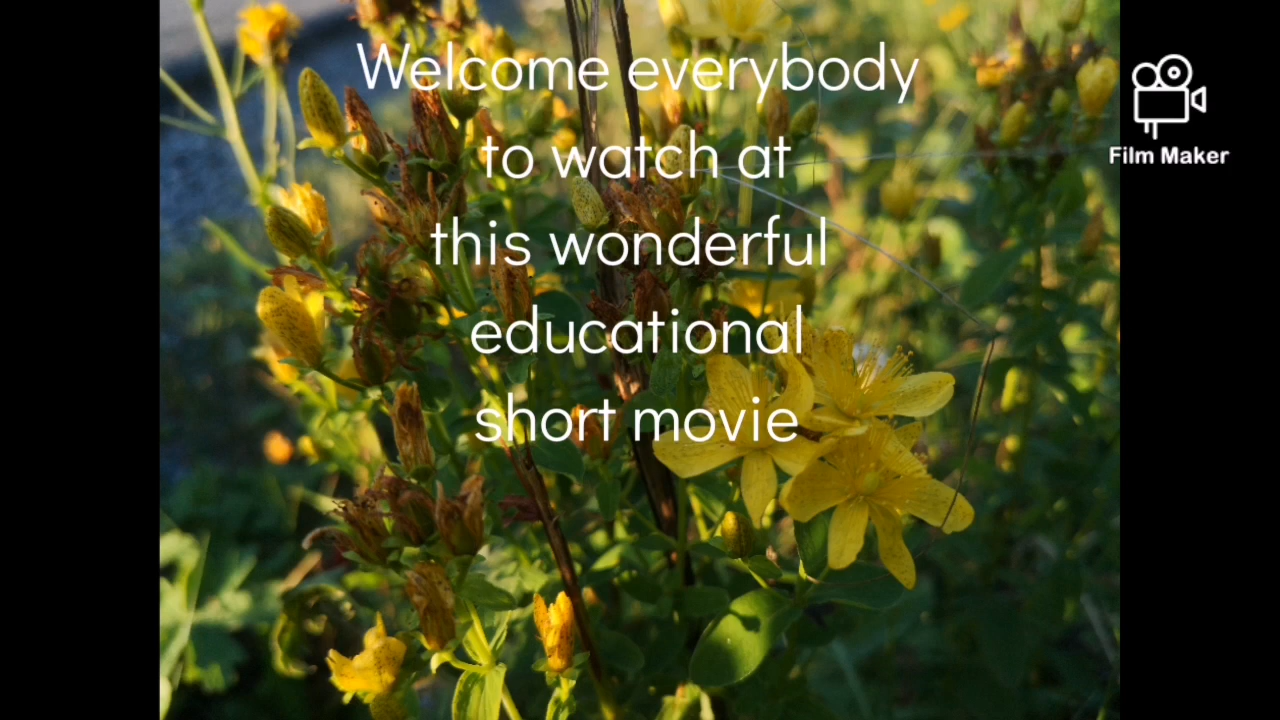 Welcome everybody
to watch at
this wonderful
educational
short movie
Film Maker